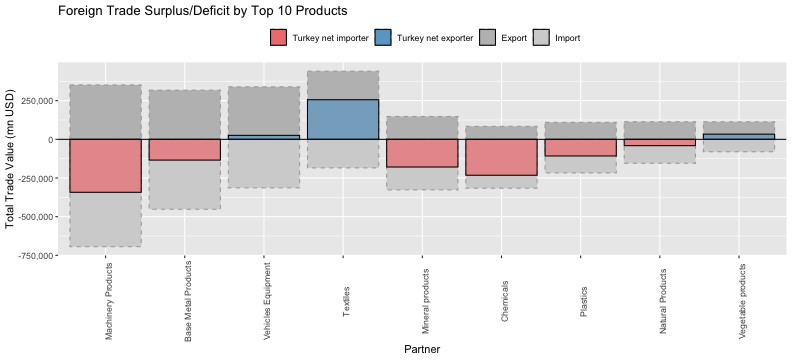 Foreign Trade Surplus/Deficit by Top 10 Products
Turkey net importer
Turkey net exporter
Export
Import
Total Trade Value (mn USD)
250,000
0
-250,000
-500,000
-750,000
Machinery Products
Base Metal Products
Vehicles Equipment
Textiles
Mineral products
Chemicals
Plastics
Natural Products
Vegetable products
Partner